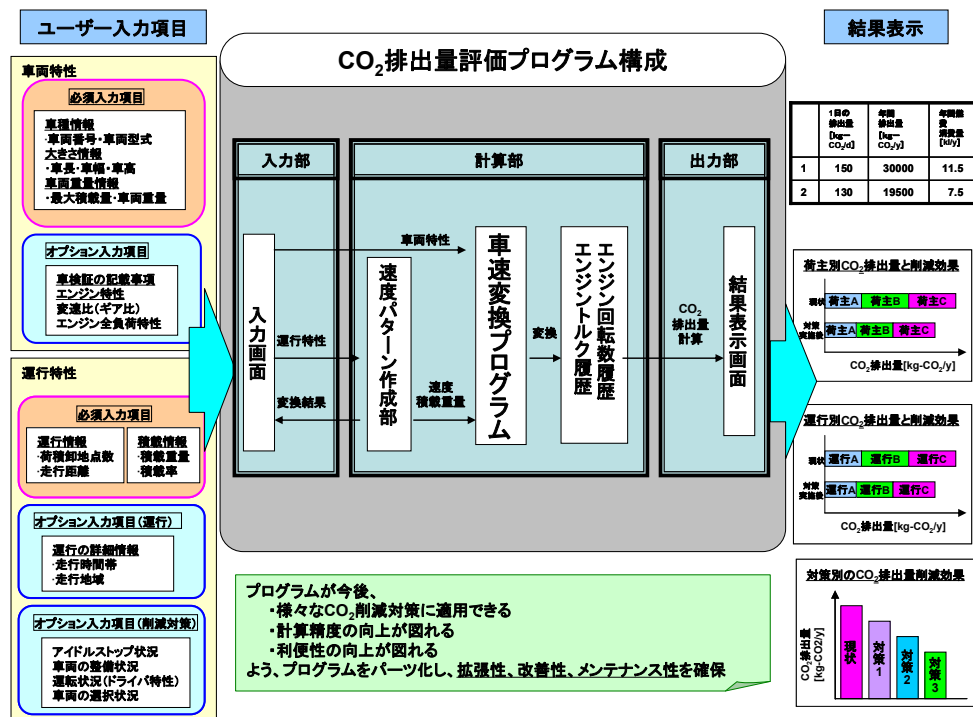 ユーザー入力項目
車両特性
必須入力項目
車種情報
・車両番号・車両型式
大きさ情報
・車長・車幅・車高
車両重量情報
・最大積載量・車両重量
オプション入力項目
車検証の記載事項
エンジン特性
変速比(ギア比)
エンジン全負荷特性
運行特性
必須入力項目
運行情報
・荷積卸地点数
・走行距離
積載情報
・積載重量
・積載率
オプション入力項目(運行)
運行の詳細情報
・走行時間帯
・走行地域
オプション入力項目(削減対策)
アイドルストップ状況
車両の整備状況
運転状況(ドライバ特性)
車両の選択状況
CO2排出量評価プログラム構成
入力部
計算部
出力部
入力画面
車両特性
運行特性
変換結果
速度パターン作成部
速度
積載重量
車速変換プログラム
変換
エンジン回転数履歴
エンジントルク履歴
CO2
排出量
計算
結果表示画面
プログラムが今後、
・様々なCO2削減対策に適用できる
・計算精度の向上が図れる
・利便性の向上が図れる
よう、プログラムをパーツ化し、拡張性、改善性、メンテナンス性を確保
結果表示
1日の
排出量
[kg―
CO2/d]
年間
排出量
[kg―
CO2/y]
年間燃
費
消費量
[kl/y]
1 150 30000 11.5
2 130 19500 7.5
荷主別CO2排出量と削減効果
現状 荷主A 荷主B 荷主C
対策
実施後 荷主A 荷主B 荷主C
CO2排出量[kg-CO2/y]
運行別CO2排出量と削減効果
現状 運行A 運行B 運行C
対策
実施後 運行A 運行B 運行C
CO2排出量[kg-CO2/y]
対策別のCO2排出量削減効果
CO2排出量
[kg-CO2/y]
現状
対策1
対策2
対策3